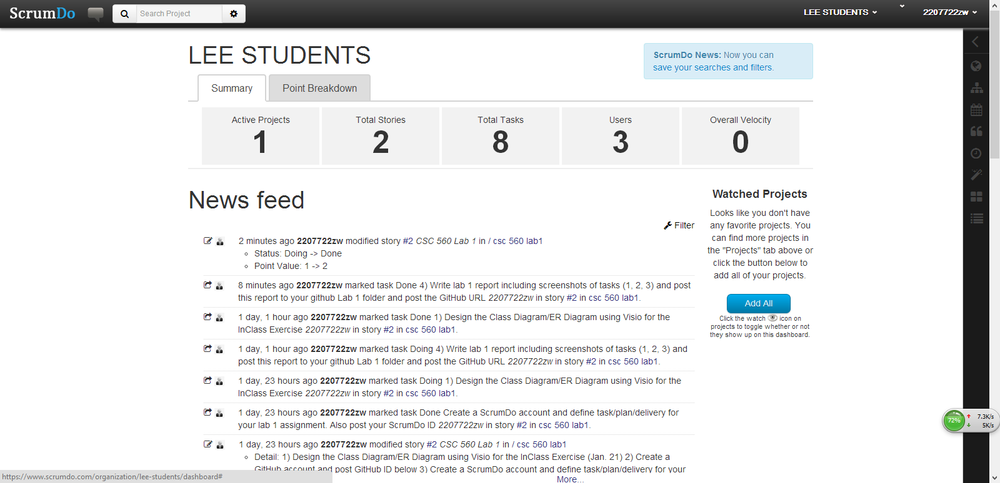 ScrumDo
Search Project
LEE STUDENTS
2207722zw
LEE STUDENTS
ScrumDo News: Now you can
save your searches and filters.
Summary
Point Breakdown
Active Projects
1
Total Stories
2
Total Tasks
8
Users
3
Overall Velocity
0
News feed
Filter
2 minutes ago 2207722zw modified story #2 CSC 560 Lab 1 in / csc 560 lab1
Status: Doing -> Done
Point Value: 1 -> 2
8 minutes ago 2207722zw marked task Done 4) Write lab 1 report including screenshots of tasks (1, 2, 3) and post
this report to your github Lab 1 folder and post the GitHub URL 2207722zw in story #2 in csc 560 lab1.
1 day, 1 hour ago 2207722zw marked task Done 1) Design the Class Diagram/ER Diagram using Visio for the
InClass Exercise 2207722zw in story #2 in csc 560 lab1.
1 day, 1 hour ago 2207722zw marked task Doing 4) Write lab 1 report including screenshots of tasks (1, 2, 3) and
post this report to your github Lab 1 folder and post the GitHub URL 2207722zw in story #2 in csc 560 lab1.
1 day, 23 hours ago 2207722zw marked task Doing 1) Design the Class Diagram/ER Diagram using Visio for the
InClass Exercise 2207722zw in story #2 in csc 560 lab1.
1 day, 23 hours ago 2207722zw marked task Done Create a ScrumDo account and define task/plan/delivery for
your lab 1 assignment. Also post your ScrumDo ID 2207722zw in story #2 in csc 560 lab1.
1 day, 23 hours ago 2207722zw modified story #2 CSC 560 Lab 1 in / csc 560 lab1
Detail: 1) Design the Class Diagram/ER Diagram using Visio for the InClass Exercise (Jan. 21) 2) Create a
GitHub account and post GitHub ID below 3) Create a ScrumDo account and define task/plan/delivery for your
More...
Watched Projects
Looks like you don't have
any favorite projects. You
can find more projects in
the "Projects" tab above or
click the button below to
add all of your projects.
Add All
Click the watch icon on
projects to toggle whether or not
they show up on this dashboard.
72%
7.3K/s
5K/s
https://www.scrumdo.com/organization/lee-students/dashboard#